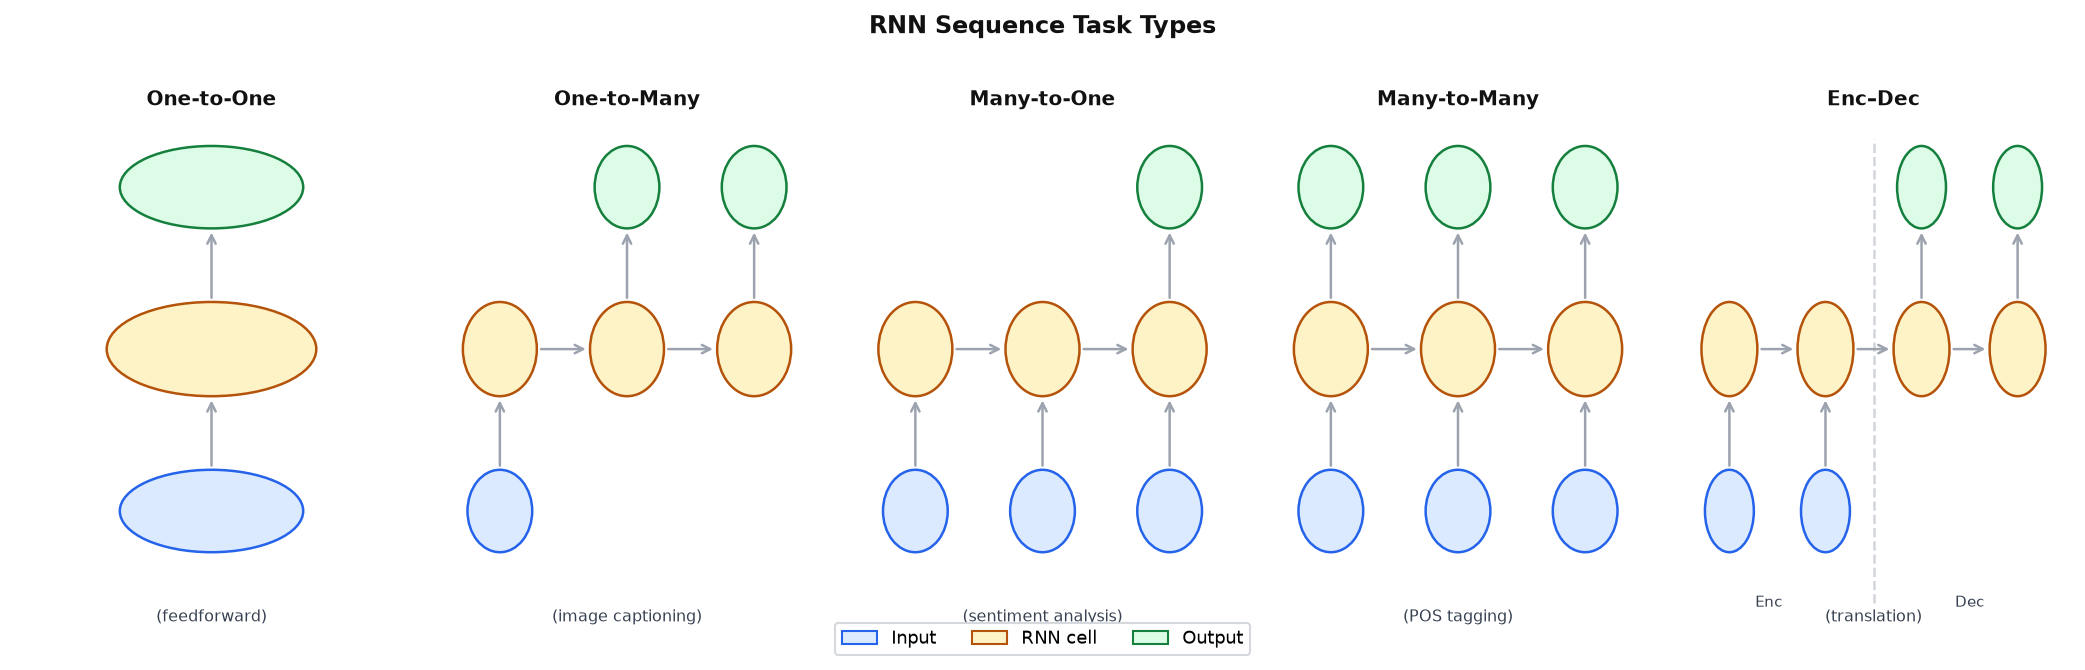 RNN Sequence Task Types
One-to-One
One-to-Many
Many-to-One
Many-to-Many
Enc–Dec
Enc
Dec
(feedforward)
(image captioning)
(sentiment analysis)
(POS tagging)
(translation)
Input
RNN cell
Output